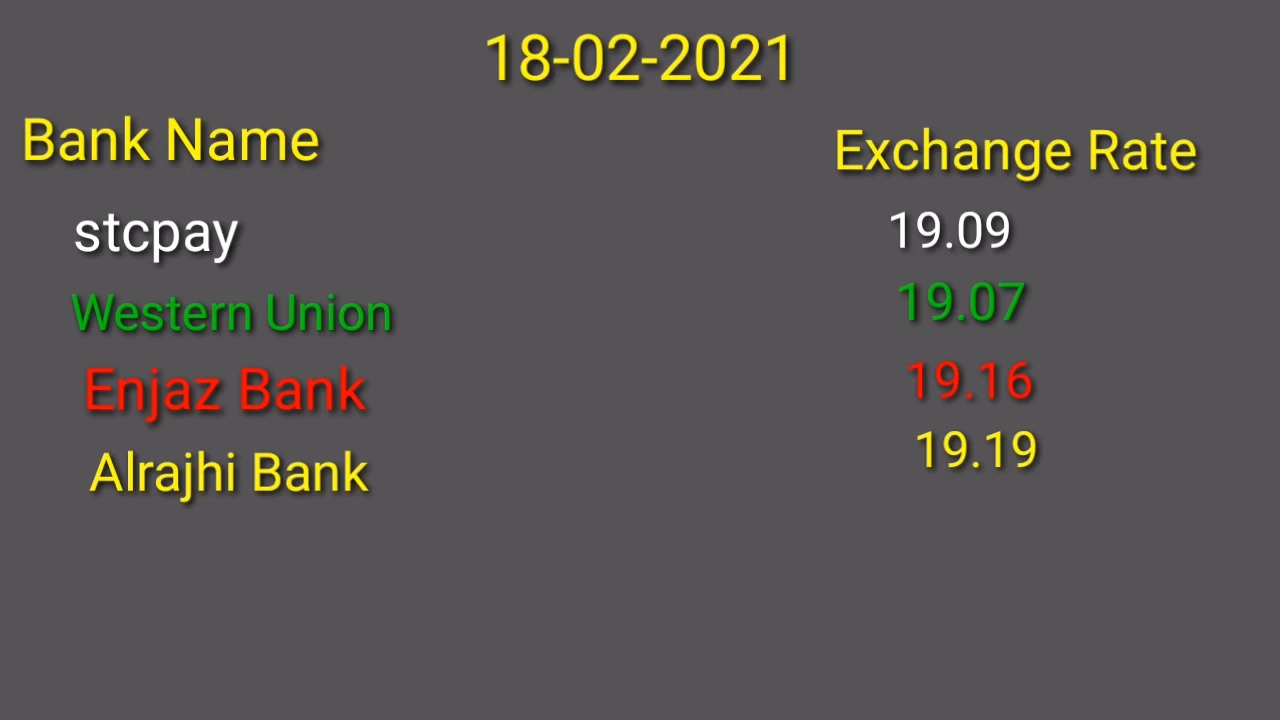 18-02-2021
Bank Name Exchange Rate
stcpay 19.09
Western Union 19.07
Enjaz Bank 19.16
Alrajhi Bank 19.19